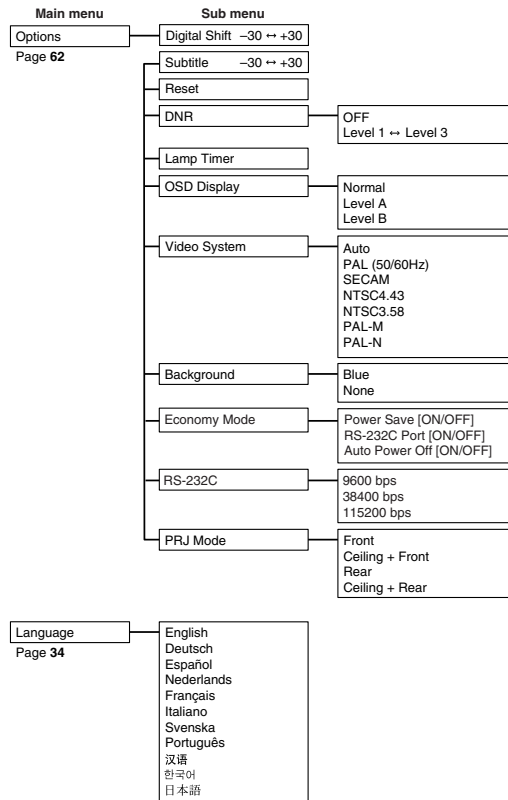 Main menu
Sub menu
Options
Page 62
Digital Shift –30 ↔ +30
Subtitle –30 ↔ +30
Reset
DNR
OFF
Level 1 ↔ Level 3
Lamp Timer
OSD Display
Normal
Level A
Level B
Video System
Auto
PAL (50/60Hz)
SECAM
NTSC4.43
NTSC3.58
PAL-M
PAL-N
Background
Blue
None
Economy Mode
Power Save [ON/OFF]
RS-232C Port [ON/OFF]
Auto Power Off [ON/OFF]
RS-232C
9600 bps
38400 bps
115200 bps
PRJ Mode
Front
Ceiling + Front
Rear
Ceiling + Rear
Language
Page 34
English
Deutsch
Español
Nederlands
Français
Italiano
Svenska
Português
汉语
한국어
日本語